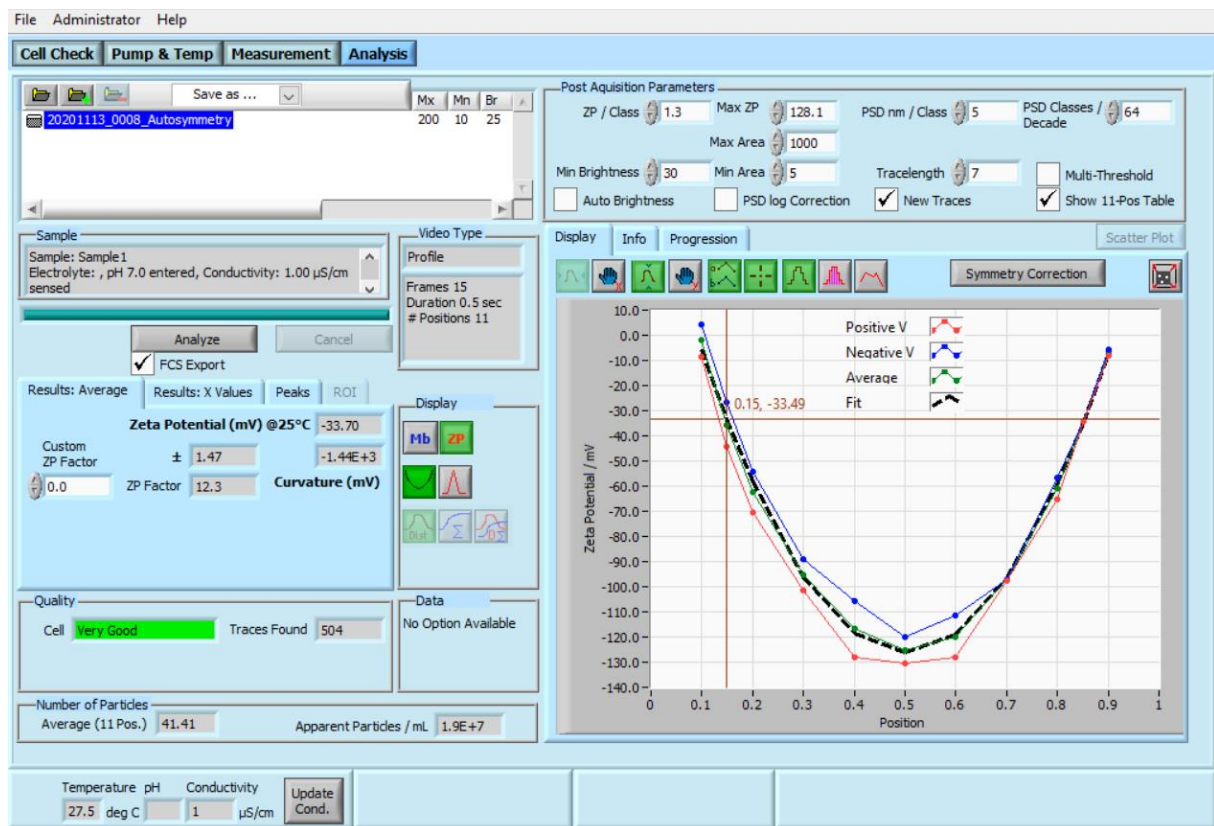 File Administrator Help
Cell Check Pump & Temp Measurement Analysis
Save as ...
Mx Mn Br
20201113_0008_Autosymmetry 200 10 25
Post Aquisition Parameters
ZP / Class 1.3 Max ZP 128.1 PSD nm / Class 5 PSD Classes / Decade 64
Max Area 1000
Min Brightness 30 Min Area 5 Tracelength 7 Multi-Threshold
Auto Brightness PSD log Correction New Traces Show 11-Pos Table
Sample
Sample: Sample1
Electrolyte: , pH 7.0 entered, Conductivity: 1.00 µS/cm
sensed
Video Type
Profile
Frames 15
Duration 0.5 sec
# Positions 11
Analyze Cancel
FCS Export
Results: Average Results: X Values Peaks ROI
Zeta Potential (mV) @25°C -33.70
Custom
ZP Factor
± 1.47 -1.44E+3
0.0 ZP Factor 12.3 Curvature (mV)
Display
Mb ZP
Dist Σ DΣ
Quality
Cell Very Good Traces Found 504
Data
No Option Available
Number of Particles
Average (11 Pos.) 41.41 Apparent Particles / mL 1.9E+7
Display Info Progression Scatter Plot
Symmetry Correction
Positive V
Negative V
Average
Fit
0.15, -33.49
Zeta Potential / mV
10.0
0.0
-10.0
-20.0
-30.0
-40.0
-50.0
-60.0
-70.0
-80.0
-90.0
-100.0
-110.0
-120.0
-130.0
-140.0
0 0.1 0.2 0.3 0.4 0.5 0.6 0.7 0.8 0.9 1
Position
Temperature pH Conductivity
27.5 deg C 1 µS/cm
Update
Cond.